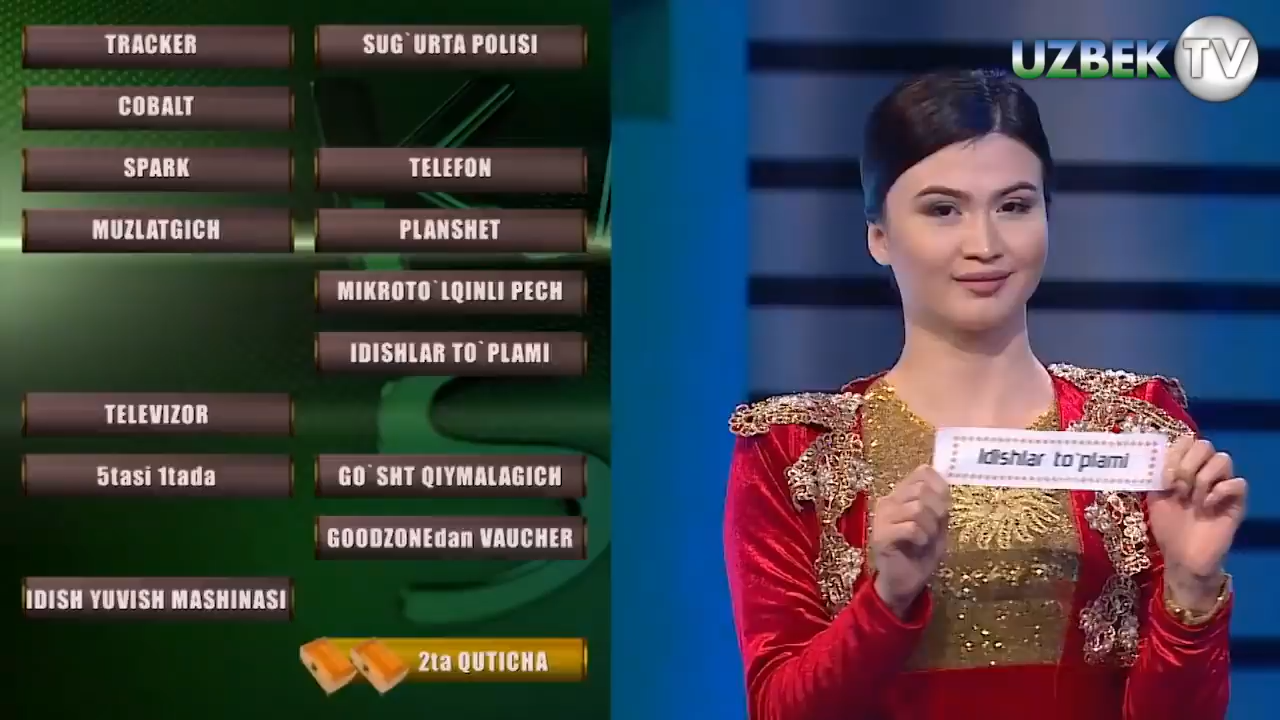 TRACKER
COBALT
SPARK
MUZLATGICH
TELEVIZOR
5tasi 1tada
IDISH YUVISH MASHINASI
SUG`URTA POLISI
TELEFON
PLANSHET
MIKROTO`LQINLI PECH
IDISHLAR TO`PLAMI
GO`SHT QIYMALAGICH
GOODZONEdan VAUCHER
2ta QUTICHA
UZBEK TV
Idishlar to`plami